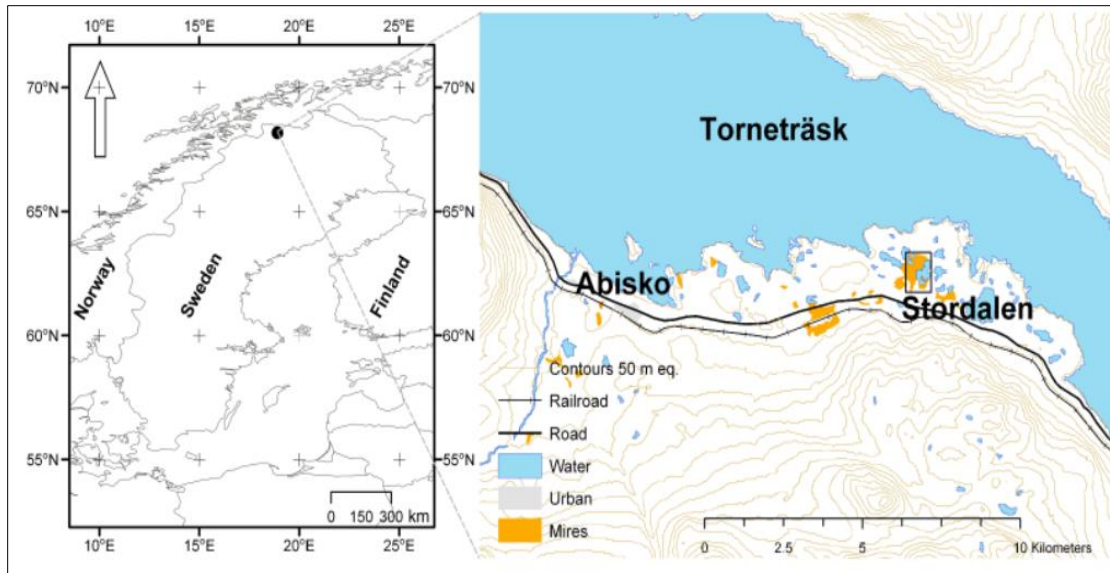 10°E 15°E 20°E 25°E
70°N 70°N
65°N 65°N
60°N 60°N
55°N 55°N
Norway
Sweden
Finland
0 150 300 km
10°E 15°E 20°E 25°E
Torneträsk
Abisko
Stordalen
Contours 50 m eq.
Railroad
Road
Water
Urban
Mires
0 2.5 5 10 Kilometers